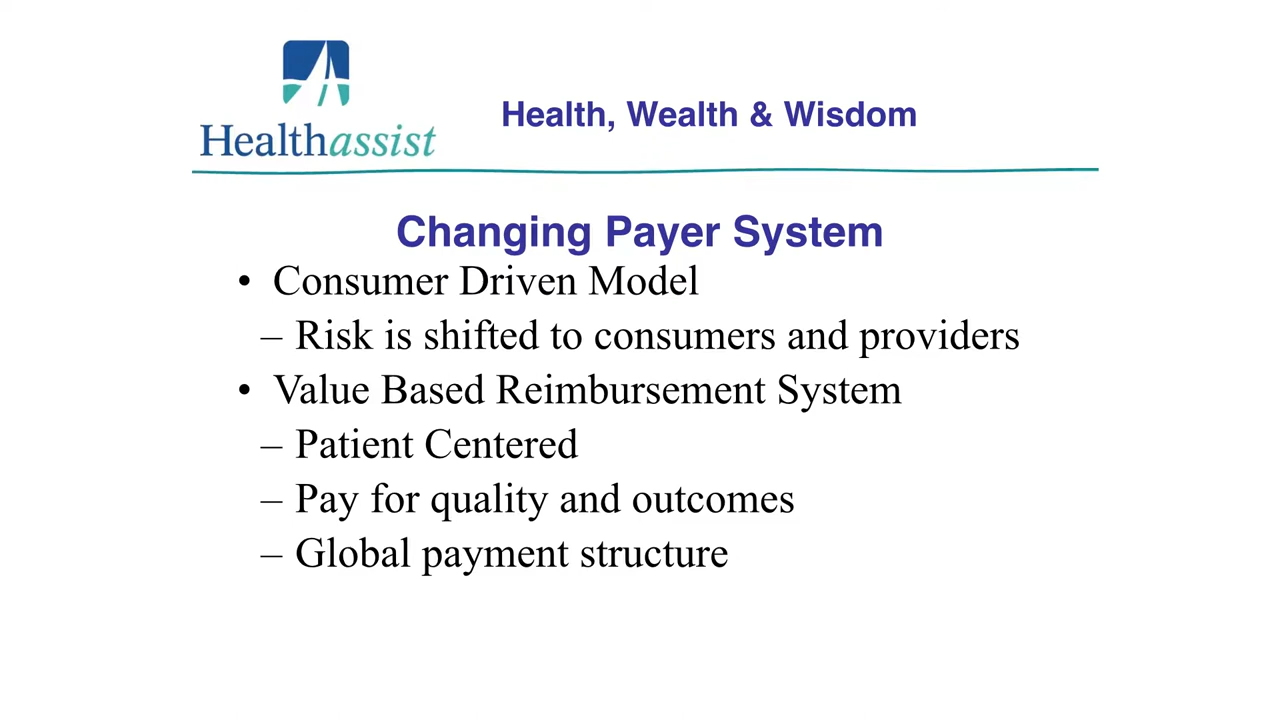 Healthassist
Health, Wealth & Wisdom
Changing Payer System
• Consumer Driven Model
– Risk is shifted to consumers and providers
• Value Based Reimbursement System
– Patient Centered
– Pay for quality and outcomes
– Global payment structure